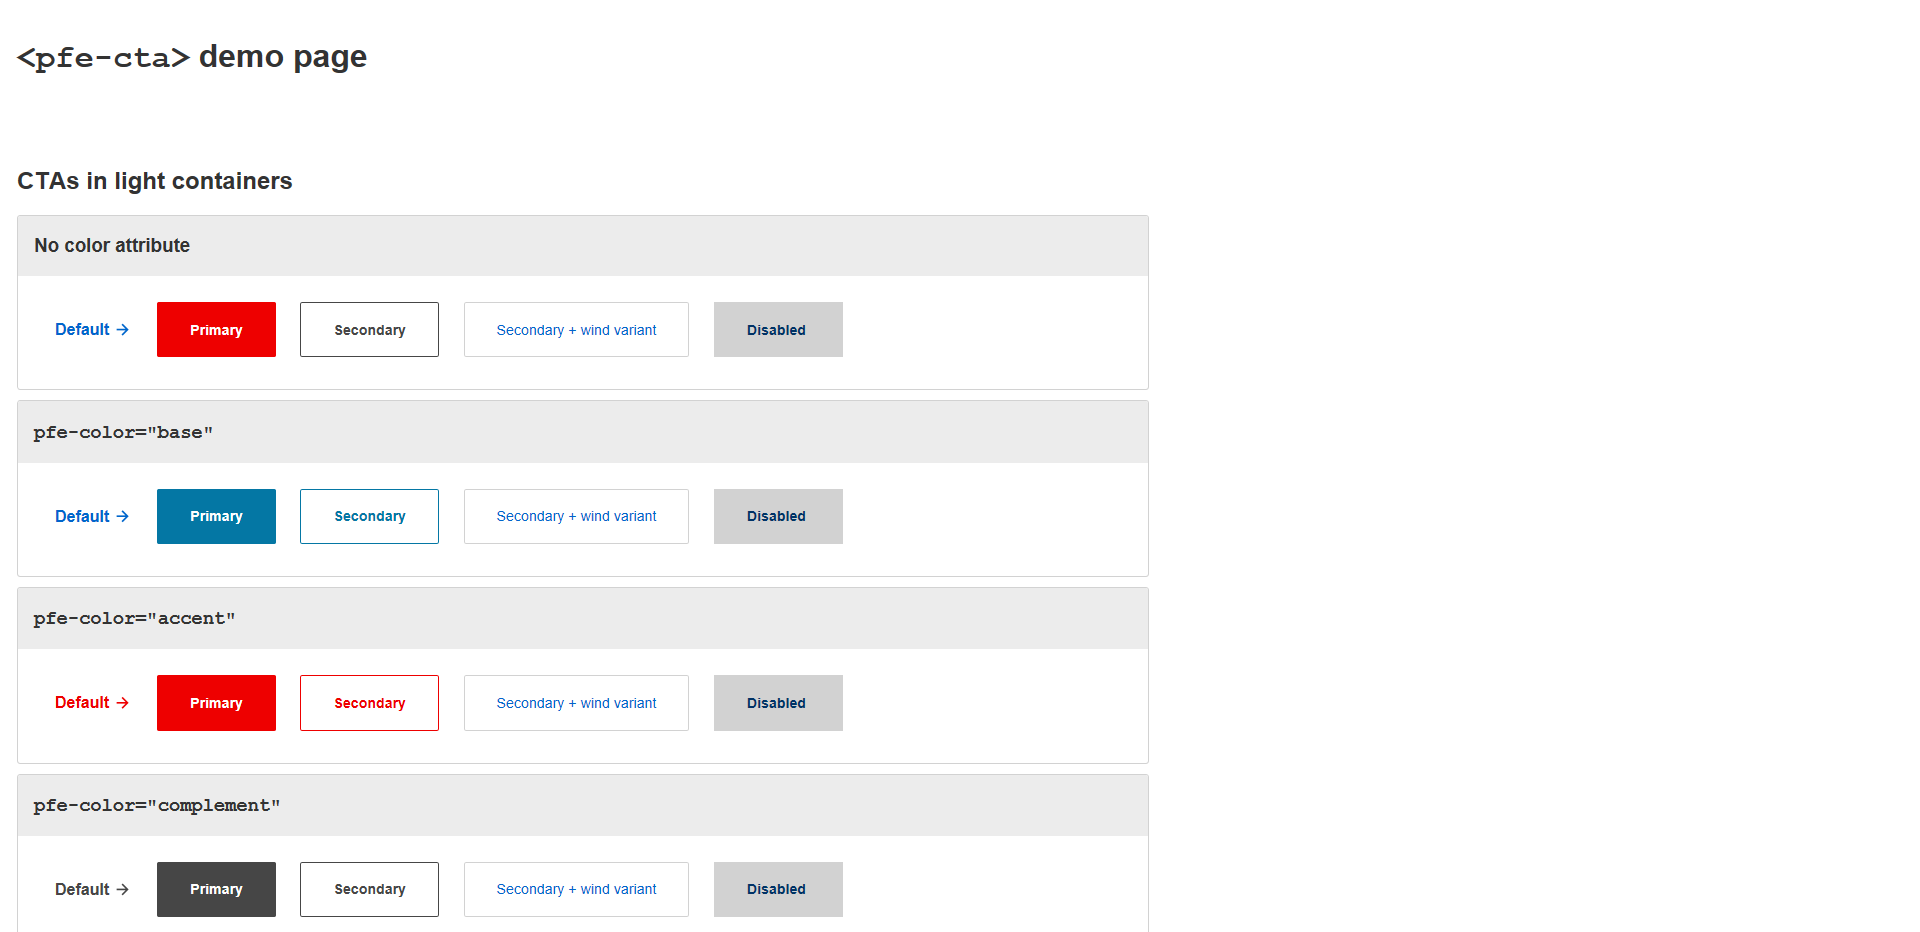 <pfe-cta> demo page
CTAs in light containers
No color attribute
Default → Primary Secondary Secondary + wind variant Disabled
pfe-color="base"
Default → Primary Secondary Secondary + wind variant Disabled
pfe-color="accent"
Default → Primary Secondary Secondary + wind variant Disabled
pfe-color="complement"
Default → Primary Secondary Secondary + wind variant Disabled